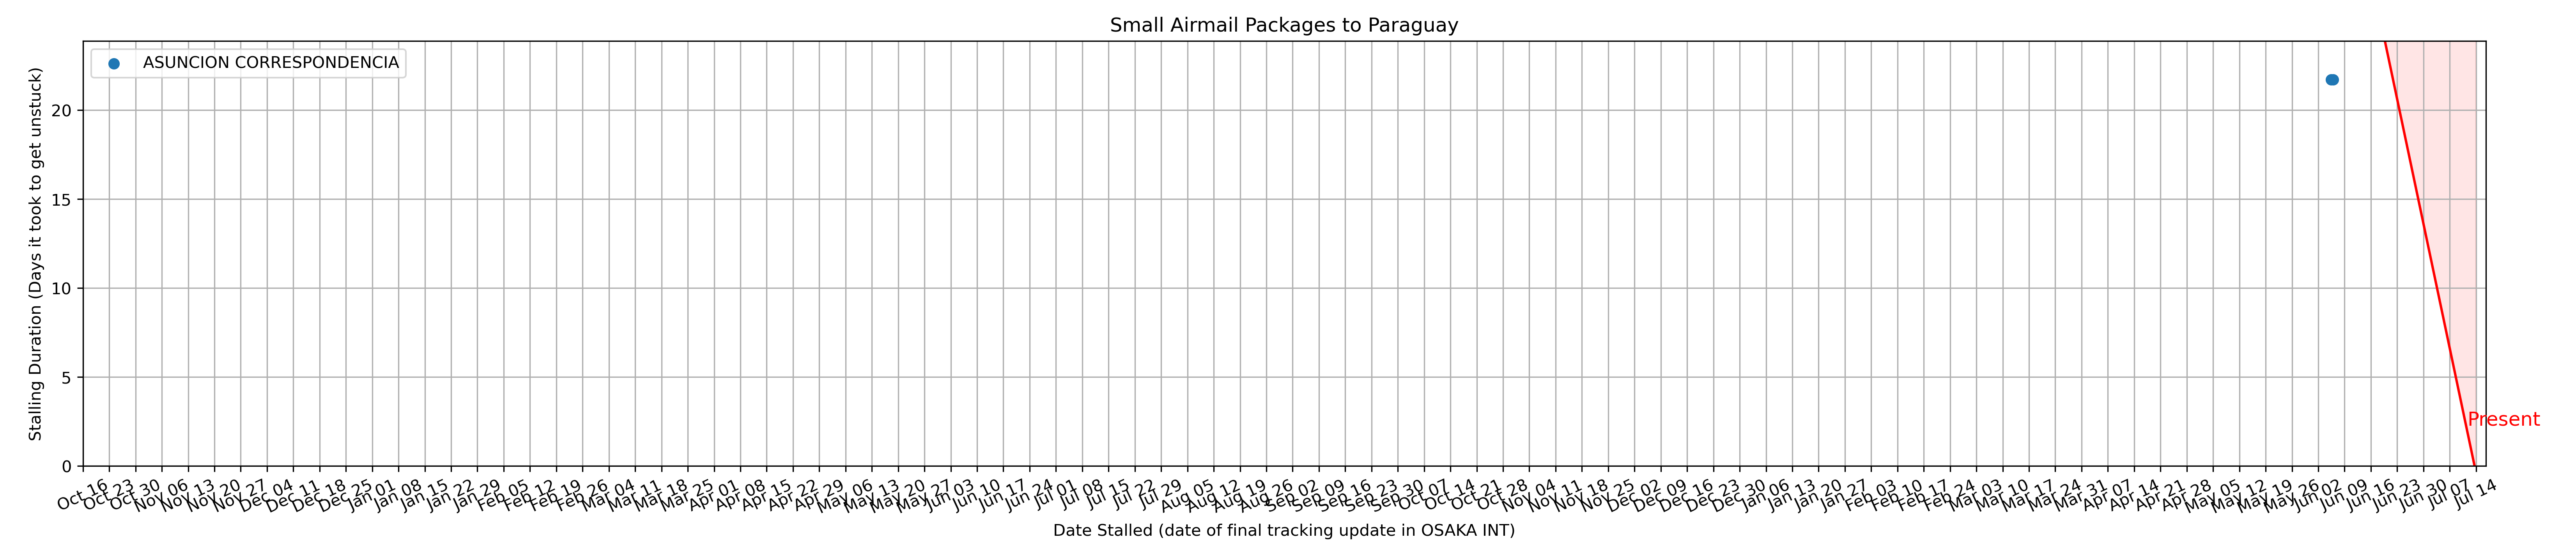 Small Airmail Packages to Paraguay
ASUNCION CORRESPONDENCIA
Stalling Duration (Days it took to get unstuck)
20
15
10
5
0
Present
Oct 16
Oct 23
Oct 30
Nov 06
Nov 13
Nov 20
Nov 27
Dec 04
Dec 11
Dec 18
Dec 25
Jan 01
Jan 08
Jan 15
Jan 22
Jan 29
Feb 05
Feb 12
Feb 19
Feb 26
Mar 04
Mar 11
Mar 18
Mar 25
Apr 01
Apr 08
Apr 15
Apr 22
Apr 29
May 06
May 13
May 20
May 27
Jun 03
Jun 10
Jun 17
Jun 24
Jul 01
Jul 08
Jul 15
Jul 22
Jul 29
Aug 05
Aug 12
Aug 19
Aug 26
Sep 02
Sep 09
Sep 16
Sep 23
Sep 30
Oct 07
Oct 14
Oct 21
Oct 28
Nov 04
Nov 11
Nov 18
Nov 25
Dec 02
Dec 09
Dec 16
Dec 23
Dec 30
Jan 06
Jan 13
Jan 20
Jan 27
Feb 03
Feb 10
Feb 17
Feb 24
Mar 03
Mar 10
Mar 17
Mar 24
Mar 31
Apr 07
Apr 14
Apr 21
Apr 28
May 05
May 12
May 19
May 26
Jun 02
Jun 09
Jun 16
Jun 23
Jun 30
Jul 07
Jul 14
Date Stalled (date of final tracking update in OSAKA INT)